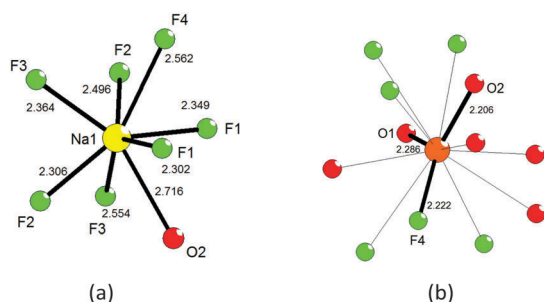 F4
F2
F3
2.562
2.496
2.364
2.349
Na1
F1
F1
2.306
2.302
2.716
F2
F3
2.554
O2
(a)
O2
2.206
O1
2.286
2.222
F4
(b)